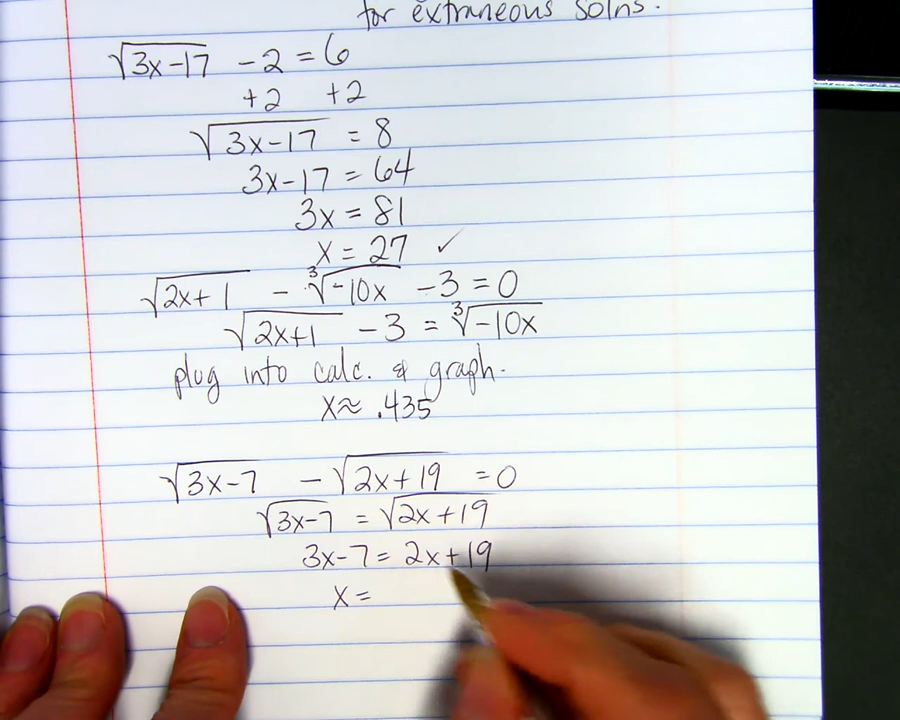 for extraneous solns.
√3x-17 -2 = 6
+2 +2
√3x-17 = 8
3x-17 = 64
3x = 81
x = 27 ✓
√2x+1 - ∛-10x -3 = 0
√2x+1 -3 = ∛-10x
plug into calc. & graph.
x≈ .435
√3x-7 -√2x+19 = 0
√3x-7 = √2x+19
3x-7 = 2x+19
x =